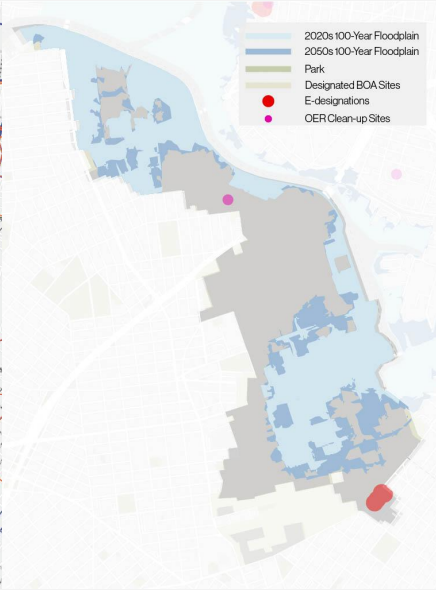 2020s 100-Year Floodplain
2050s 100-Year Floodplain
Park
Designated BOA Sites
E-designations
OER Clean-up Sites